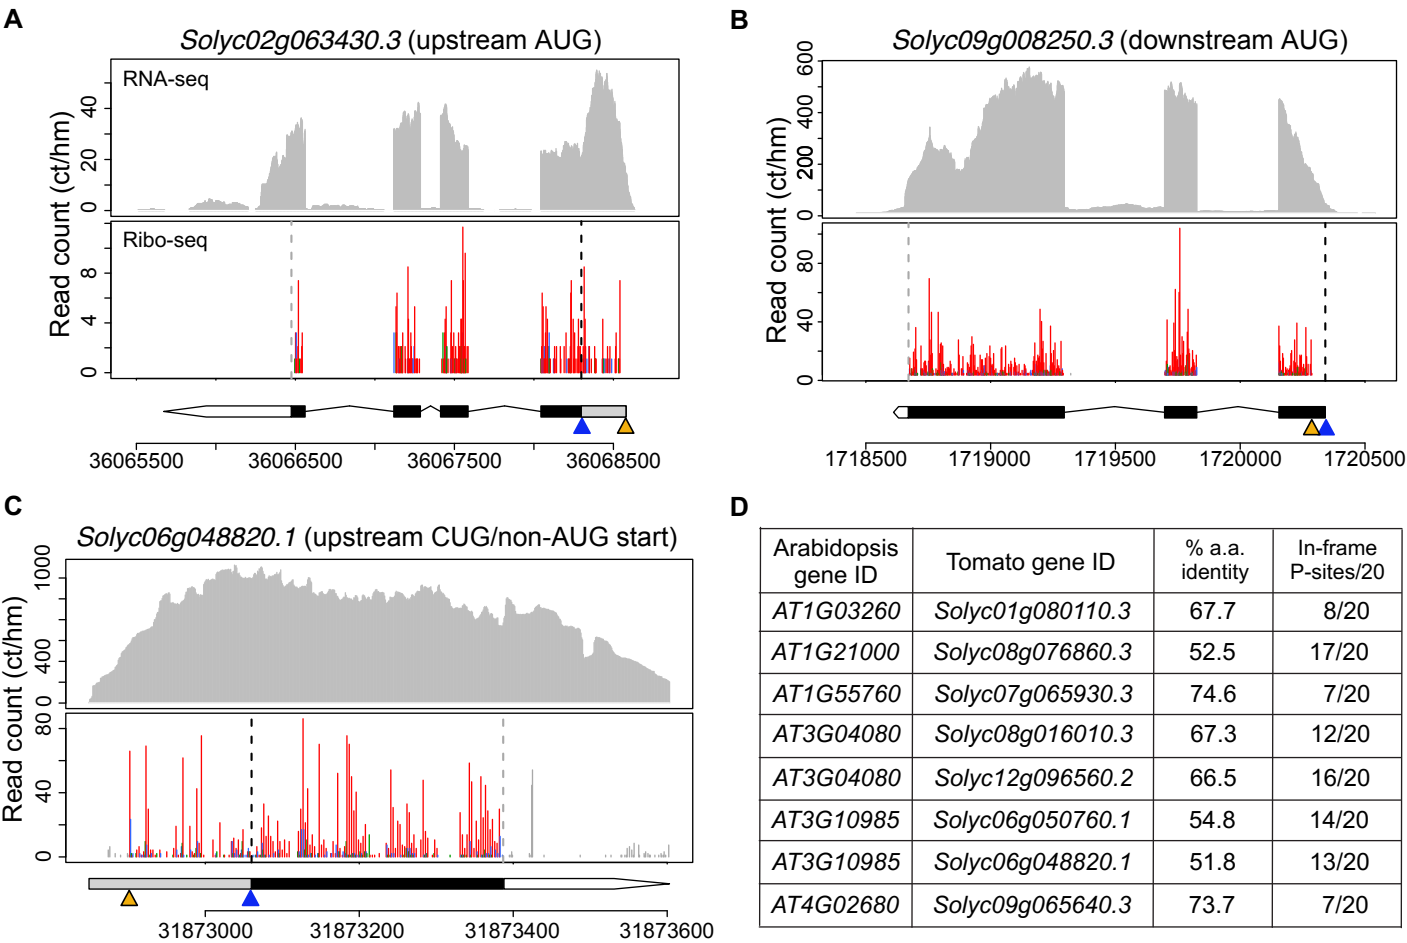 A
Solyc02g063430.3 (upstream AUG)
RNA-seq
Read count (ct/hm)
40
20
0
Ribo-seq
8
4
0
36065500
36066500
36067500
36068500
B
Solyc09g008250.3 (downstream AUG)
Read count (ct/hm)
600
400
200
0
80
40
0
1718500
1719000
1719500
1720000
1720500
C
Solyc06g048820.1 (upstream CUG/non-AUG start)
Read count (ct/hm)
1000
400
0
80
40
0
31873000
31873200
31873400
31873600
D
Arabidopsis gene ID Tomato gene ID % a.a. identity In-frame P-sites/20
AT1G03260 Solyc01g080110.3 67.7 8/20
AT1G21000 Solyc08g076860.3 52.5 17/20
AT1G55760 Solyc07g065930.3 74.6 7/20
AT3G04080 Solyc08g016010.3 67.3 12/20
AT3G04080 Solyc12g096560.2 66.5 16/20
AT3G10985 Solyc06g050760.1 54.8 14/20
AT3G10985 Solyc06g048820.1 51.8 13/20
AT4G02680 Solyc09g065640.3 73.7 7/20